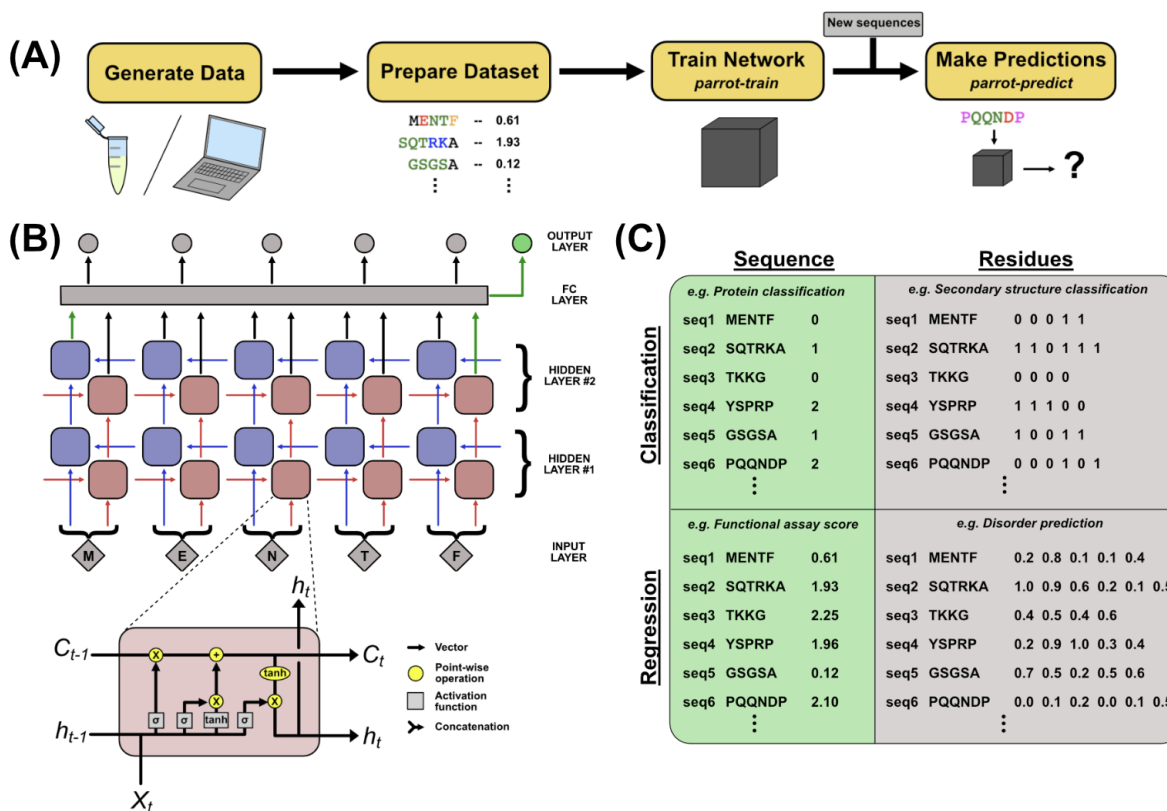 (A)
Generate Data
Prepare Dataset
Train Network
parrot-train
New sequences
Make Predictions
parrot-predict
MENTF -- 0.61
SQTRKA -- 1.93
GSGSA -- 0.12
PQQNDP
?
(B)
OUTPUT LAYER
FC LAYER
HIDDEN LAYER #2
HIDDEN LAYER #1
INPUT LAYER
M E N T F
h_t
C_{t-1} X + C_t
tanh
X X
σ σ tanh σ
h_{t-1} h_t
X_t
Vector
Point-wise operation
Activation function
Concatenation
(C)
Sequence Residues
Classification
e.g. Protein classification
seq1 MENTF 0
seq2 SQTRKA 1
seq3 TKKG 0
seq4 YSPRP 2
seq5 GSGSA 1
seq6 PQQNDP 2
e.g. Secondary structure classification
seq1 MENTF 0 0 0 1 1
seq2 SQTRKA 1 1 0 1 1 1
seq3 TKKG 0 0 0 0
seq4 YSPRP 1 1 1 0 0
seq5 GSGSA 1 0 0 1 1
seq6 PQQNDP 0 0 0 1 0 1
Regression
e.g. Functional assay score
seq1 MENTF 0.61
seq2 SQTRKA 1.93
seq3 TKKG 2.25
seq4 YSPRP 1.96
seq5 GSGSA 0.12
seq6 PQQNDP 2.10
e.g. Disorder prediction
seq1 MENTF 0.2 0.8 0.1 0.1 0.4
seq2 SQTRKA 1.0 0.9 0.6 0.2 0.1 0.5
seq3 TKKG 0.4 0.5 0.4 0.6
seq4 YSPRP 0.2 0.9 1.0 0.3 0.4
seq5 GSGSA 0.7 0.5 0.2 0.5 0.6
seq6 PQQNDP 0.0 0.1 0.2 0.0 0.1 0.5